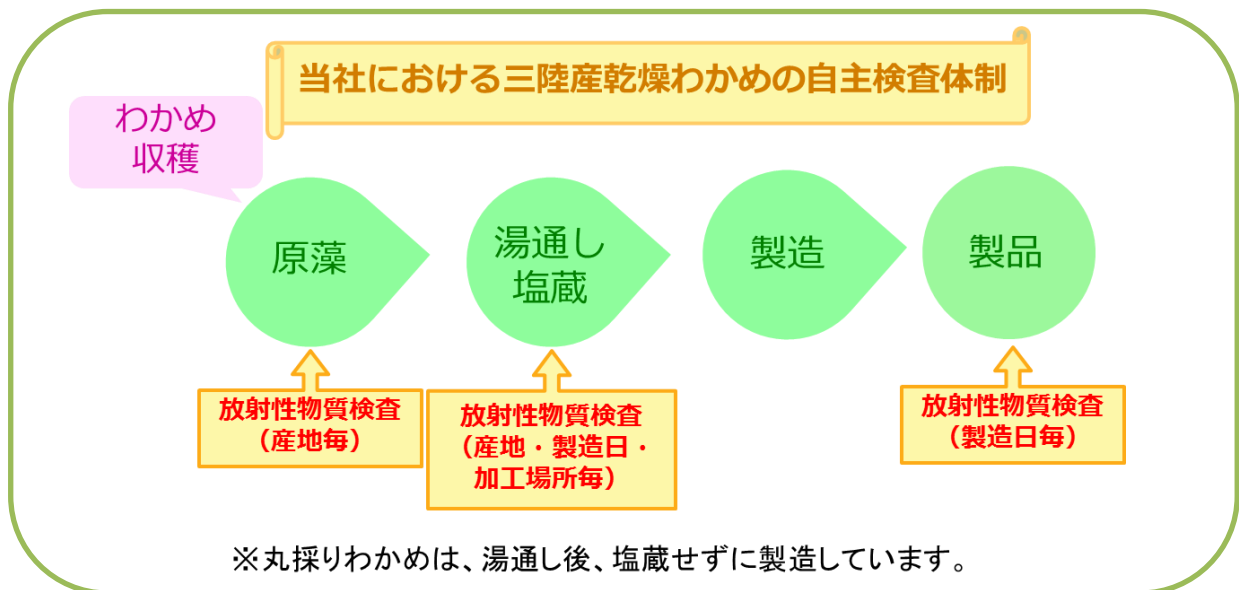 当社における三陸産乾燥わかめの自主検査体制
わかめ
収穫
原藻
湯通し
塩蔵
製造
製品
放射性物質検査
（産地毎）
放射性物質検査
（産地・製造日・
加工場所毎）
放射性物質検査
（製造日毎）
※丸採りわかめは、湯通し後、塩蔵せずに製造しています。